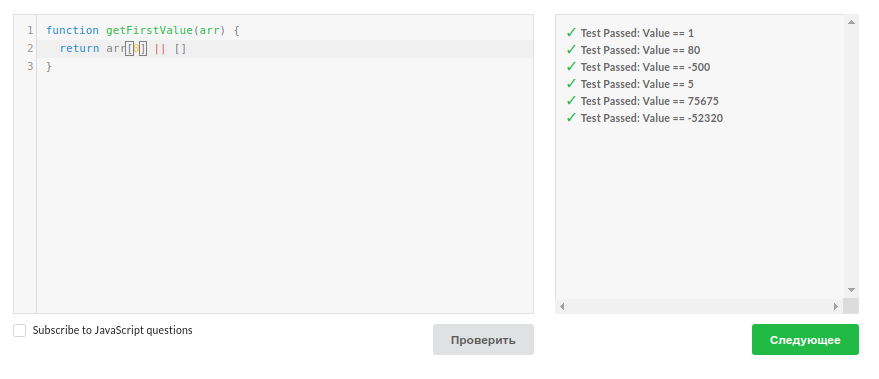 1 function getFirstValue(arr) {
2 return arr[0] || []
3 }
✓ Test Passed: Value == 1
✓ Test Passed: Value == 80
✓ Test Passed: Value == -500
✓ Test Passed: Value == 5
✓ Test Passed: Value == 75675
✓ Test Passed: Value == -52320
Subscribe to JavaScript questions
Проверить
Следующее